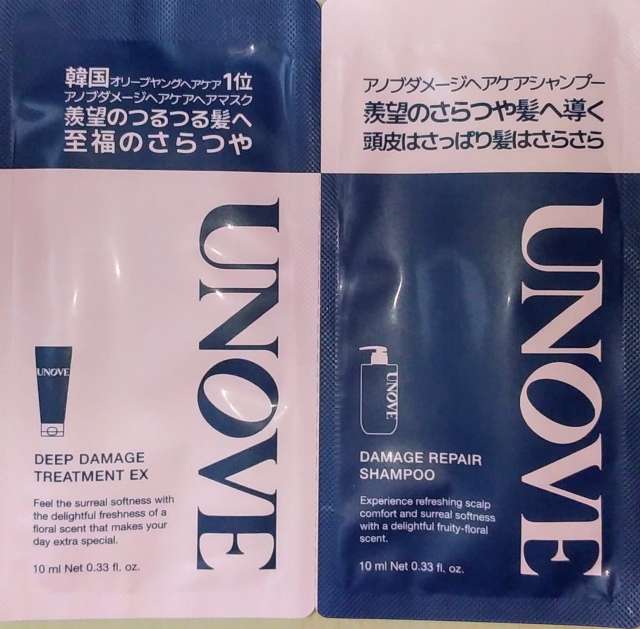 韓国オリーブヤングヘアケア1位
アノブダメージヘアケアヘアマスク
羨望のつるつる髪へ
至福のさらつや
UNOVE
UNOVE
DEEP DAMAGE
TREATMENT EX
Feel the surreal softness with
the delightful freshness of a
floral scent that makes your
day extra special.
10 ml Net 0.33 fl. oz.
アノブダメージヘアケアシャンプー
羨望のさらつや髪へ導く
頭皮はさっぱり髪はさらさら
UNOVE
UNOVE
DAMAGE REPAIR
SHAMPOO
Experience refreshing scalp
comfort and surreal softness
with a delightful fruity-floral
scent.
10 ml Net 0.33 fl. oz.